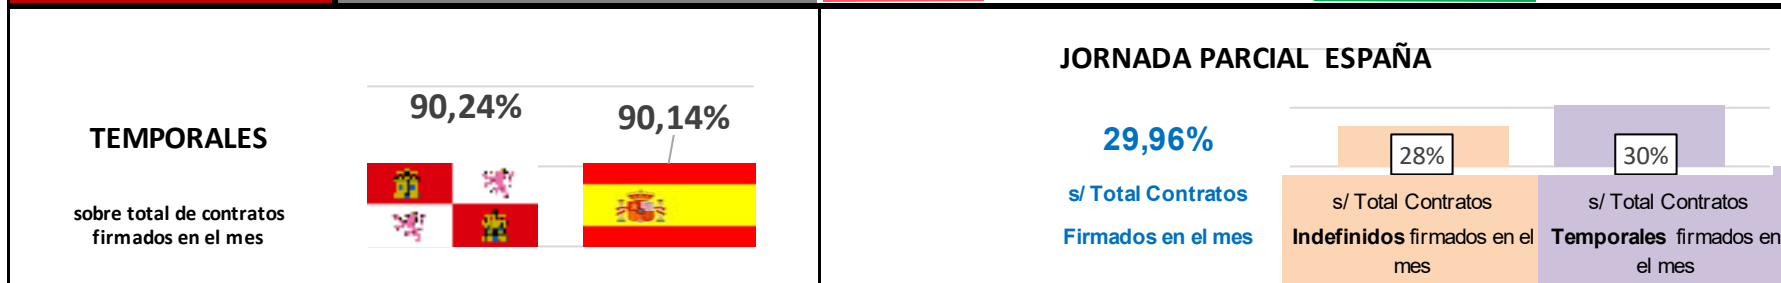 TEMPORALES
sobre total de contratos
firmados en el mes
90,24%
90,14%
JORNADA PARCIAL ESPAÑA
29,96%
s/ Total Contratos
Firmados en el mes
28%
s/ Total Contratos
Indefinidos firmados en el
mes
30%
s/ Total Contratos
Temporales firmados en
el mes